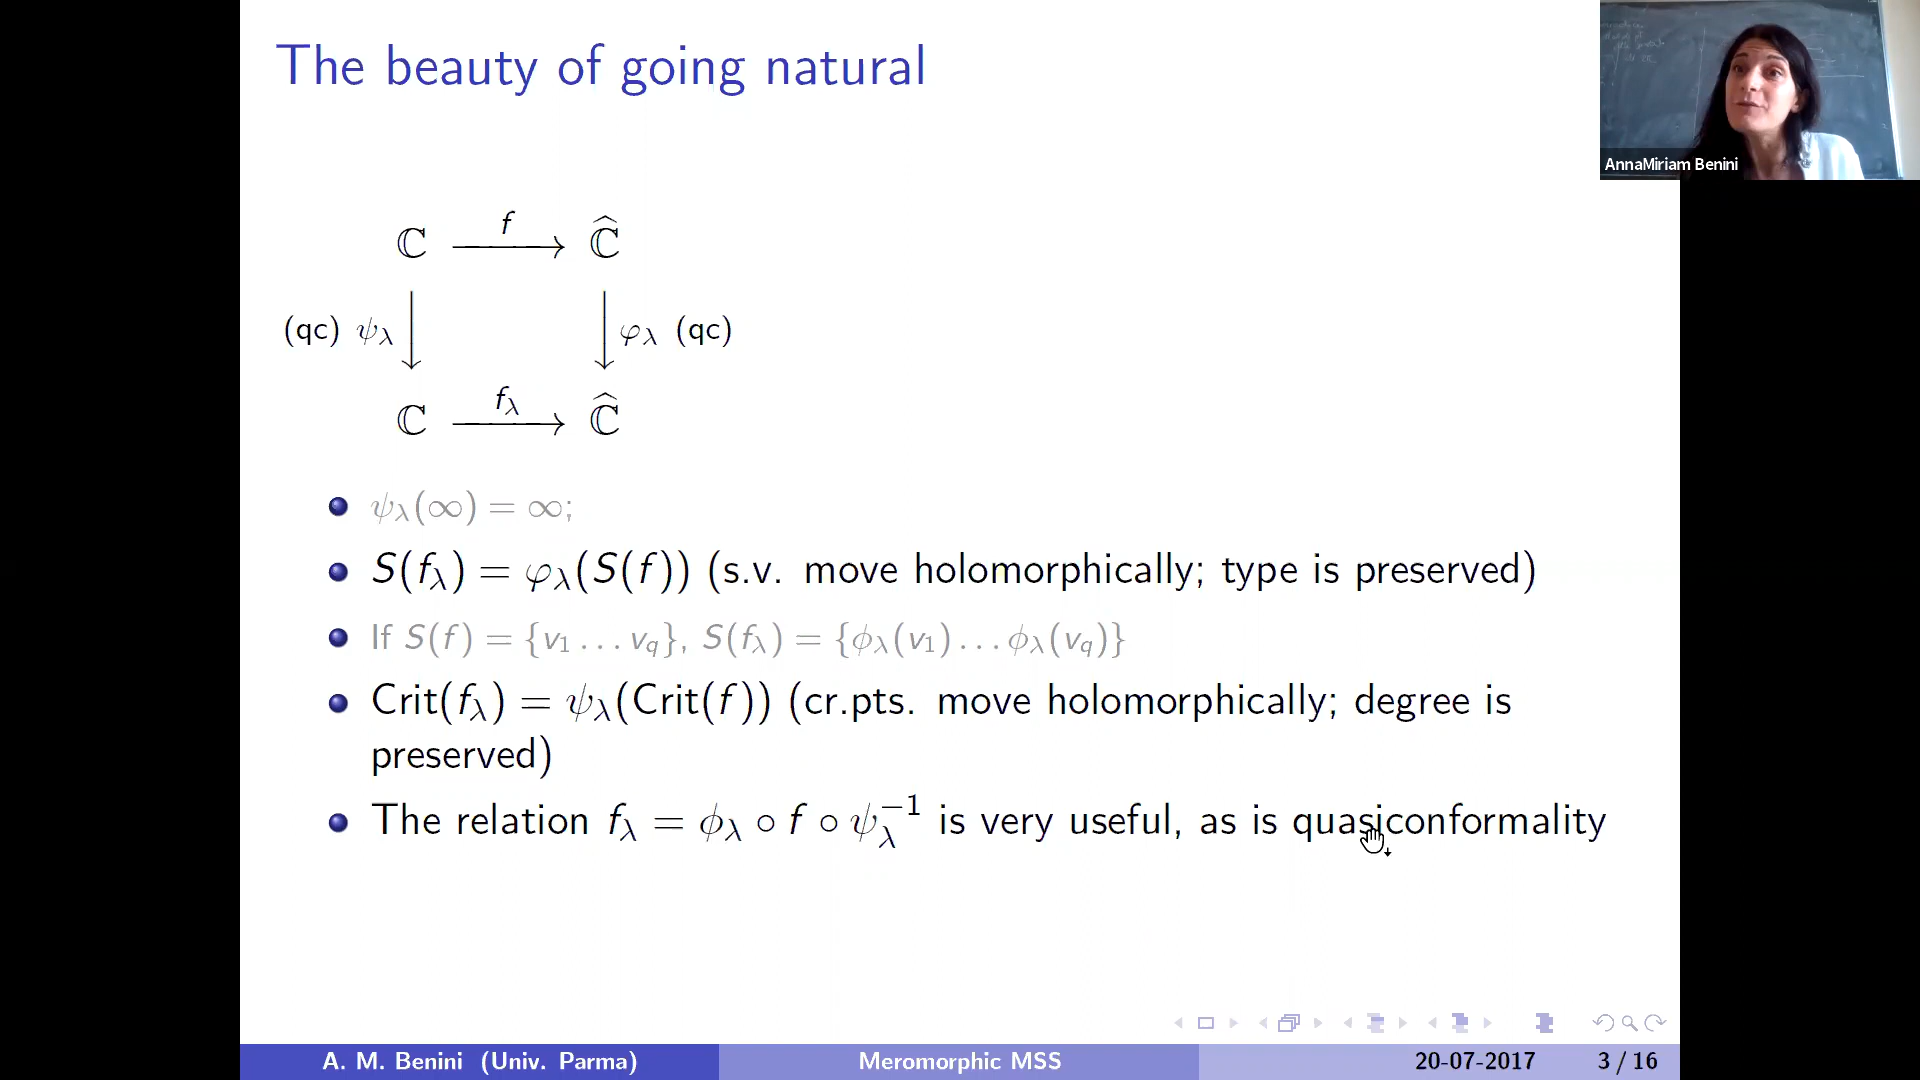 The beauty of going natural
AnnaMiriam Benini
ℂ f ℂ̂
(qc) ψ_λ φ_λ (qc)
ℂ f_λ ℂ̂
ψ_λ(∞) = ∞;
S(f_λ) = φ_λ(S(f)) (s.v. move holomorphically; type is preserved)
If S(f) = {v_1 ... v_q}, S(f_λ) = {ϕ_λ(v_1) ... ϕ_λ(v_q)}
Crit(f_λ) = ψ_λ(Crit(f)) (cr.pts. move holomorphically; degree is
preserved)
The relation f_λ = ϕ_λ ∘ f ∘ ψ_λ^{-1} is very useful, as is quasiconformality
A. M. Benini (Univ. Parma) Meromorphic MSS 20-07-2017 3 / 16